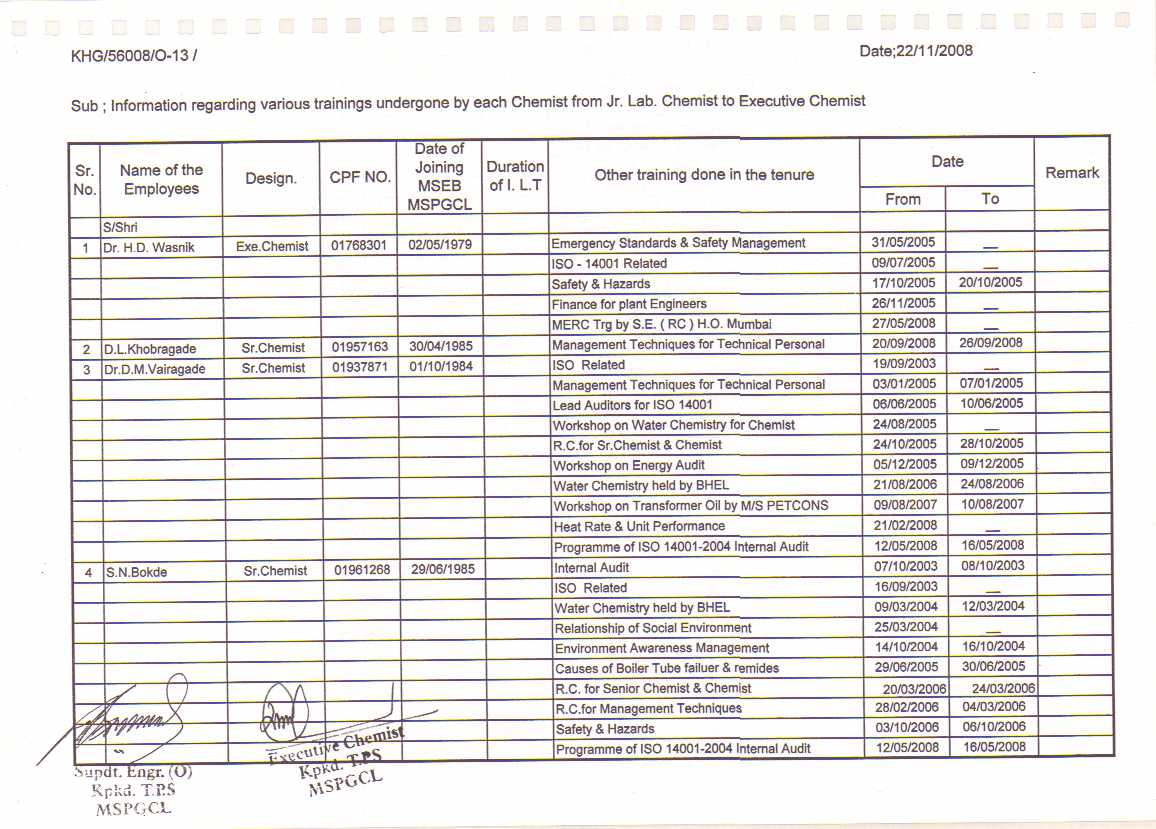 KHG/56008/O-13 /
Date;22/11/2008
Sub ; Information regarding various trainings undergone by each Chemist from Jr. Lab. Chemist to Executive Chemist
Sr. No. Name of the Employees Design. CPF NO. Date of Joining MSEB MSPGCL Duration of I. L.T Other training done in the tenure Date From To Remark
S/Shri
1 Dr. H.D. Wasnik Exe.Chemist 01768301 02/05/1979 Emergency Standards & Safety Management 31/05/2005 __
ISO - 14001 Related 09/07/2005 __
Safety & Hazards 17/10/2005 20/10/2005
Finance for plant Engineers 26/11/2005 __
MERC Trg by S.E. ( RC ) H.O. Mumbai 27/05/2008 __
2 D.L.Khobragade Sr.Chemist 01957163 30/04/1985 Management Techniques for Technical Personal 20/09/2008 26/09/2008
3 Dr.D.M.Vairagade Sr.Chemist 01937871 01/10/1984 ISO Related 19/09/2003 __
Management Techniques for Technical Personal 03/01/2005 07/01/2005
Lead Auditors for ISO 14001 06/06/2005 10/06/2005
Workshop on Water Chemistry for Chemist 24/08/2005 __
R.C.for Sr.Chemist & Chemist 24/10/2005 28/10/2005
Workshop on Energy Audit 05/12/2005 09/12/2005
Water Chemistry held by BHEL 21/08/2006 24/08/2006
Workshop on Transformer Oil by M/S PETCONS 09/08/2007 10/08/2007
Heat Rate & Unit Performance 21/02/2008 __
Programme of ISO 14001-2004 Internal Audit 12/05/2008 16/05/2008
4 S.N.Bokde Sr.Chemist 01961268 29/06/1985 Internal Audit 07/10/2003 08/10/2003
ISO Related 16/09/2003 __
Water Chemistry held by BHEL 09/03/2004 12/03/2004
Relationship of Social Environment 25/03/2004 __
Environment Awareness Management 14/10/2004 16/10/2004
Causes of Boiler Tube failuer & remides 29/06/2005 30/06/2005
R.C. for Senior Chemist & Chemist 20/03/2006 24/03/2006
R.C.for Management Techniques 28/02/2006 04/03/2006
Safety & Hazards 03/10/2006 06/10/2006
Programme of ISO 14001-2004 Internal Audit 12/05/2008 16/05/2008
Supdt. Engr. (O)
Kpkd. T.P.S
MSPGCL
Executive Chemist
Kpkd. T.P.S
MSPGCL